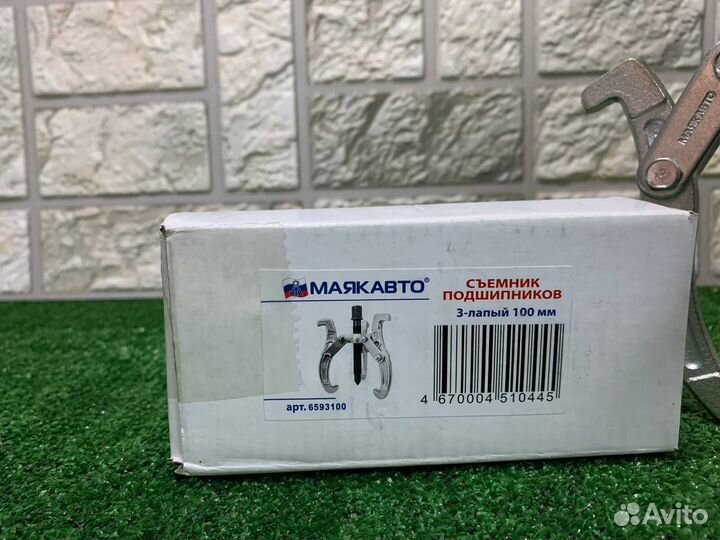 МАЯКАВТО
МАЯКАВТО®
СЪЕМНИК
ПОДШИПНИКОВ
3-лапый 100 мм
арт. 6593100
4 670004 510445
Avito